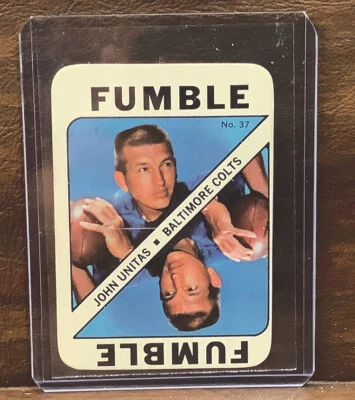 FUMBLE
No. 37
JOHN UNITAS ■ BALTIMORE COLTS
FUMBLE